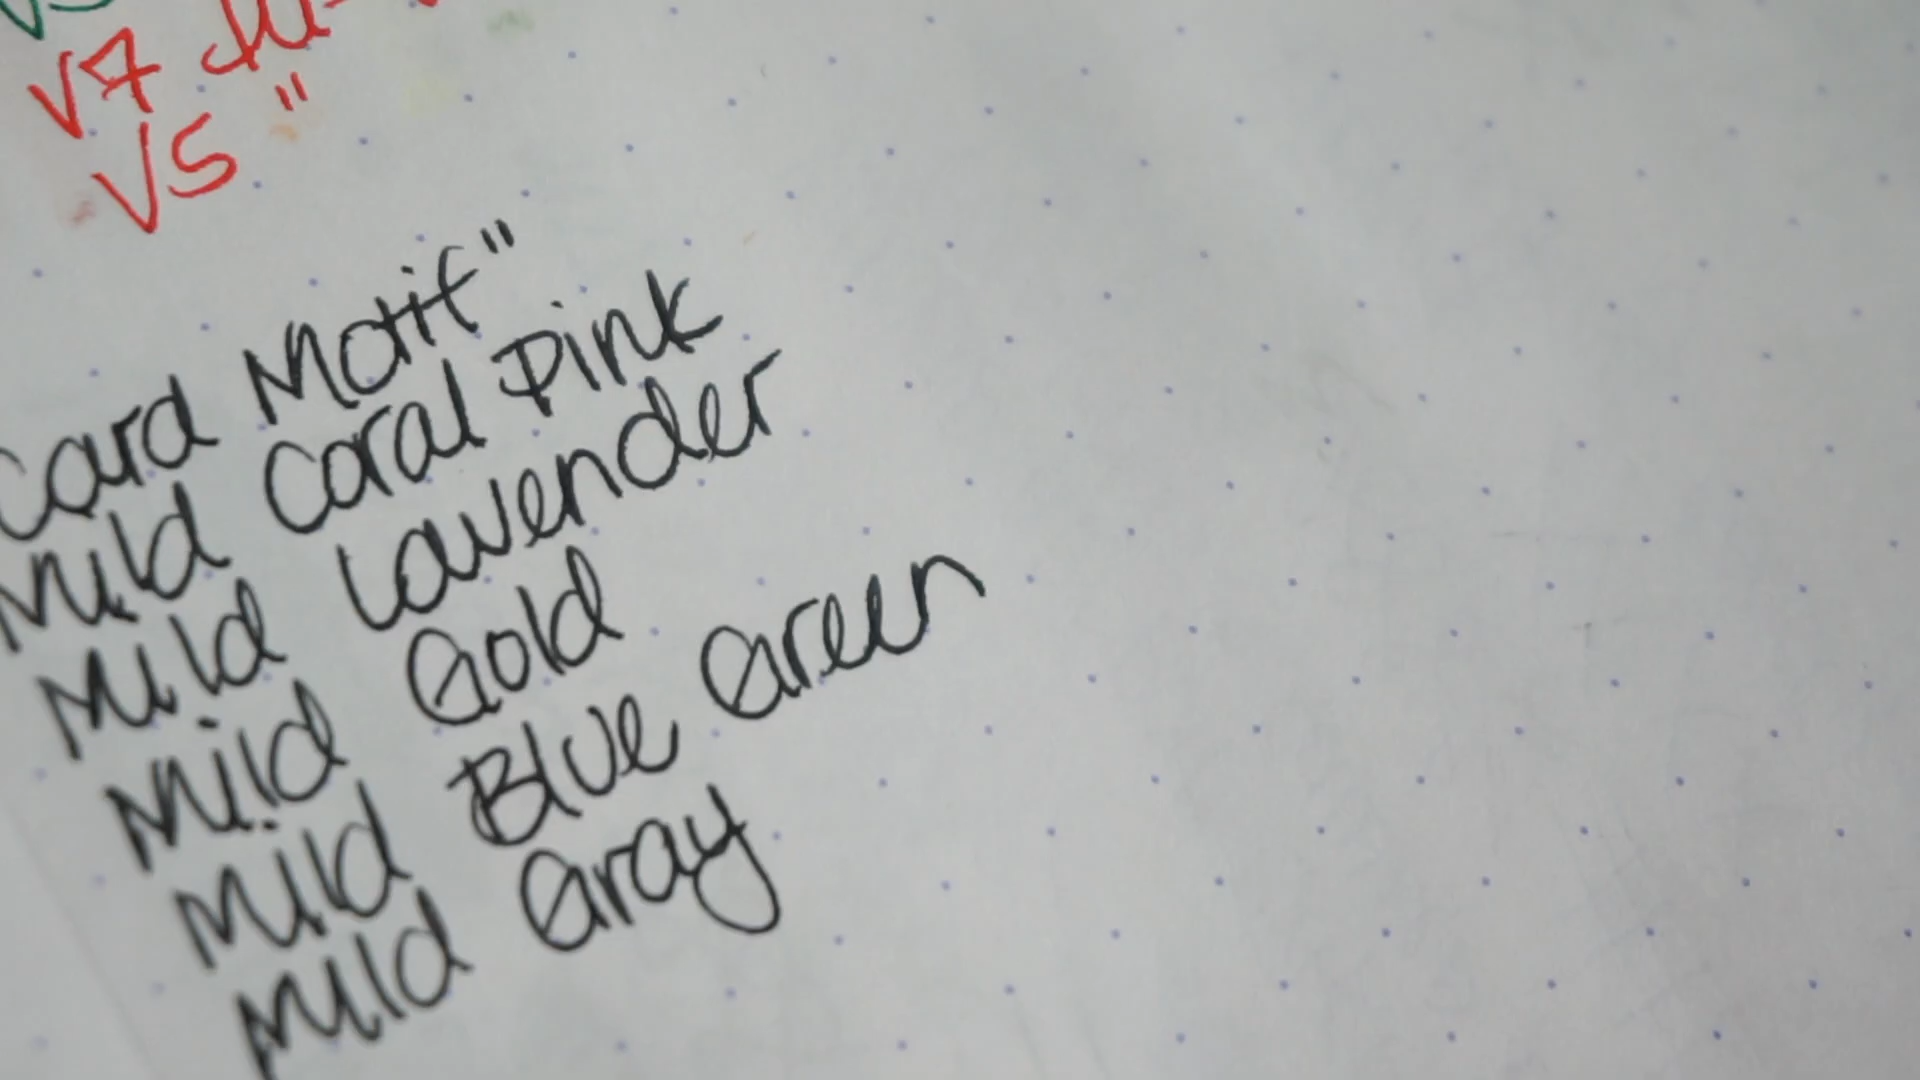 V7
V5 "
Card Motif"
Mild Coral Pink
Mild Lavender
Mild Gold
Mild Blue Green
Mild Gray